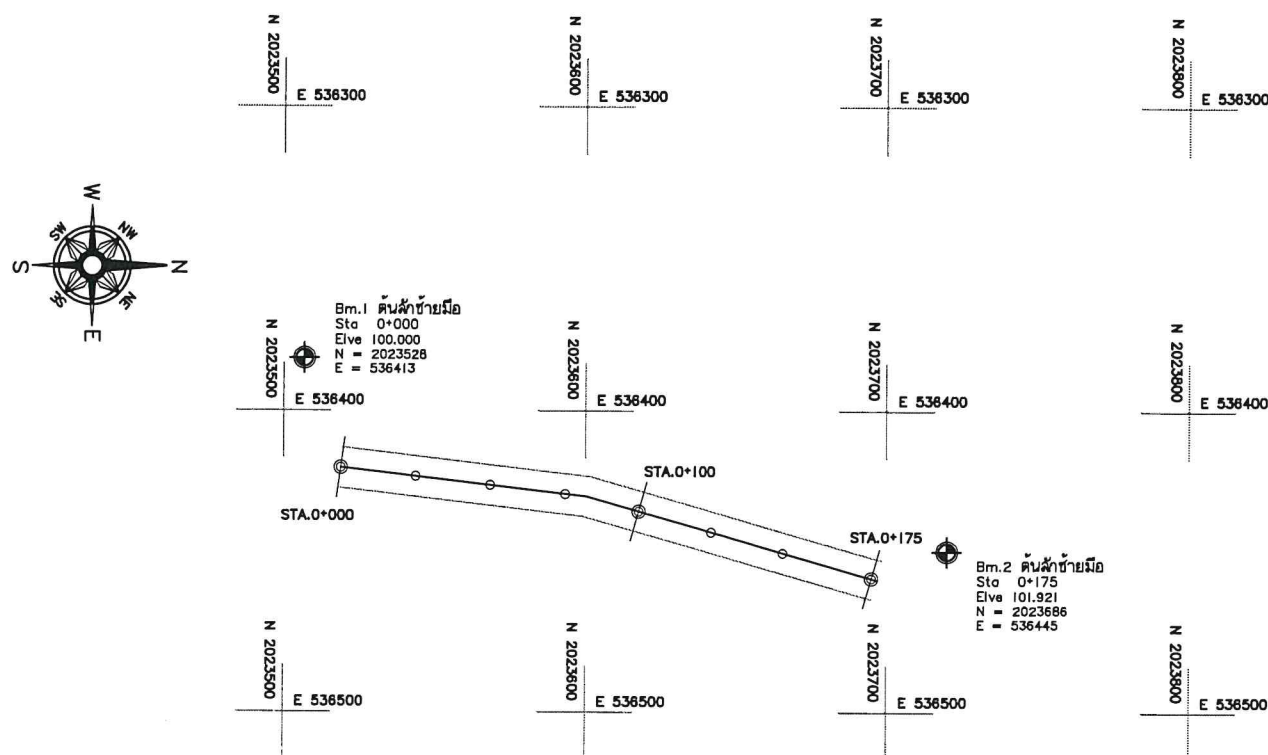 N 2023500
E 536300
N 2023600
E 536300
N 2023700
E 536300
N 2023800
E 536300
W
NW
N
NE
E
SE
S
SW
Bm.1 ต้นลักซ้ายมือ
Sta 0+000
Elve 100.000
N = 2023528
E = 536413
N 2023500
E 536400
N 2023600
E 536400
N 2023700
E 536400
N 2023800
E 536400
STA.0+000
STA.0+100
STA.0+175
Bm.2 ต้นลักซ้ายมือ
Sta 0+175
Elve 101.921
N = 2023686
E = 536445
N 2023500
E 536500
N 2023600
E 536500
N 2023700
E 536500
N 2023800
E 536500